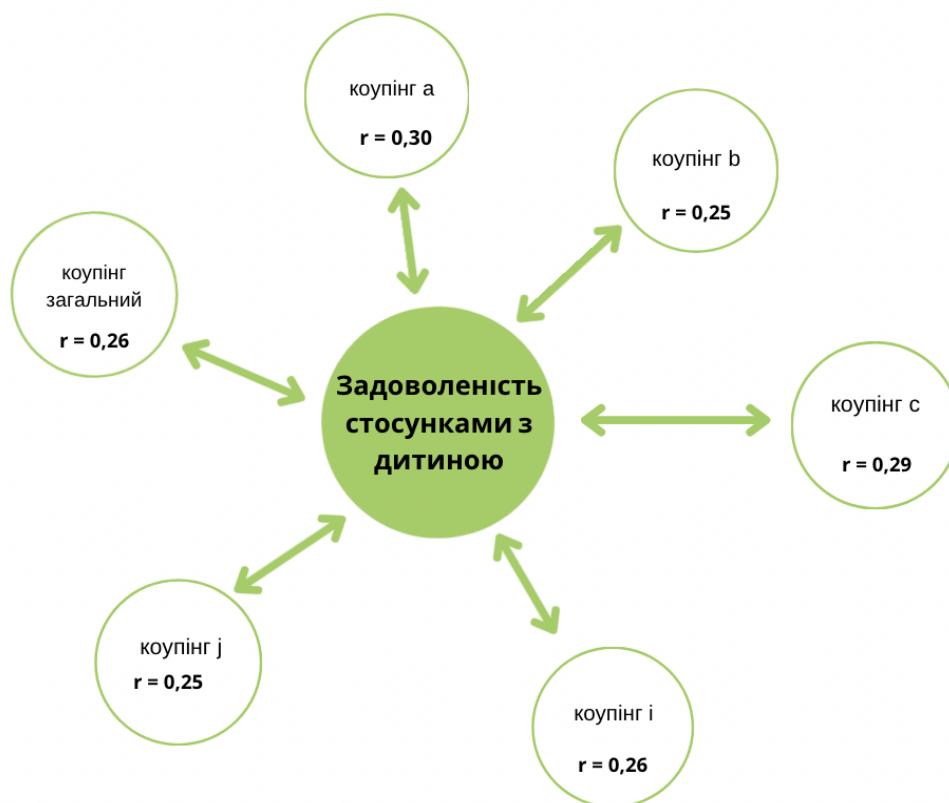 коупінг a
r = 0,30
коупінг b
r = 0,25
коупінг
загальний
r = 0,26
Задоволеність
стосунками з
дитиною
коупінг c
r = 0,29
коупінг j
r = 0,25
коупінг i
r = 0,26